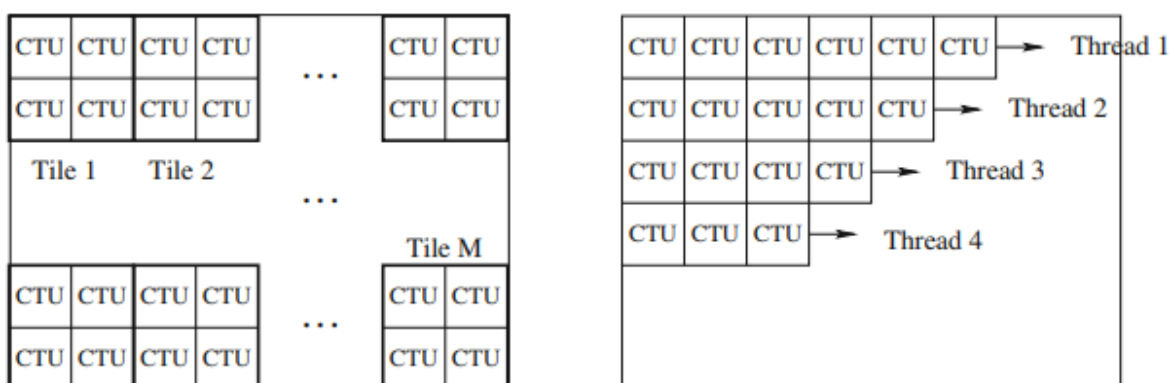 CTU CTU CTU CTU ... CTU CTU
CTU CTU CTU CTU CTU CTU
Tile 1 Tile 2
...
Tile M
CTU CTU CTU CTU ... CTU CTU
CTU CTU CTU CTU CTU CTU
CTU CTU CTU CTU CTU CTU Thread 1
CTU CTU CTU CTU CTU Thread 2
CTU CTU CTU CTU Thread 3
CTU CTU CTU Thread 4